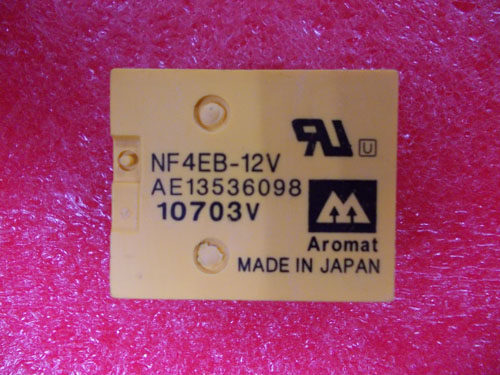 NF4EB-12V
AE13536098
10703V
Aromat
MADE IN JAPAN
U